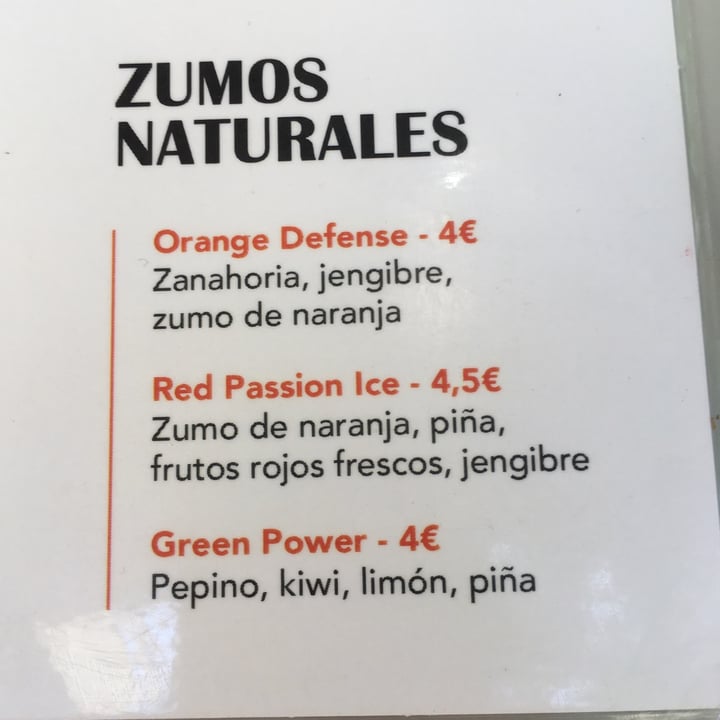 ZUMOS
NATURALES
Orange Defense - 4€
Zanahoria, jengibre,
zumo de naranja
Red Passion Ice - 4,5€
Zumo de naranja, piña,
frutos rojos frescos, jengibre
Green Power - 4€
Pepino, kiwi, limón, piña